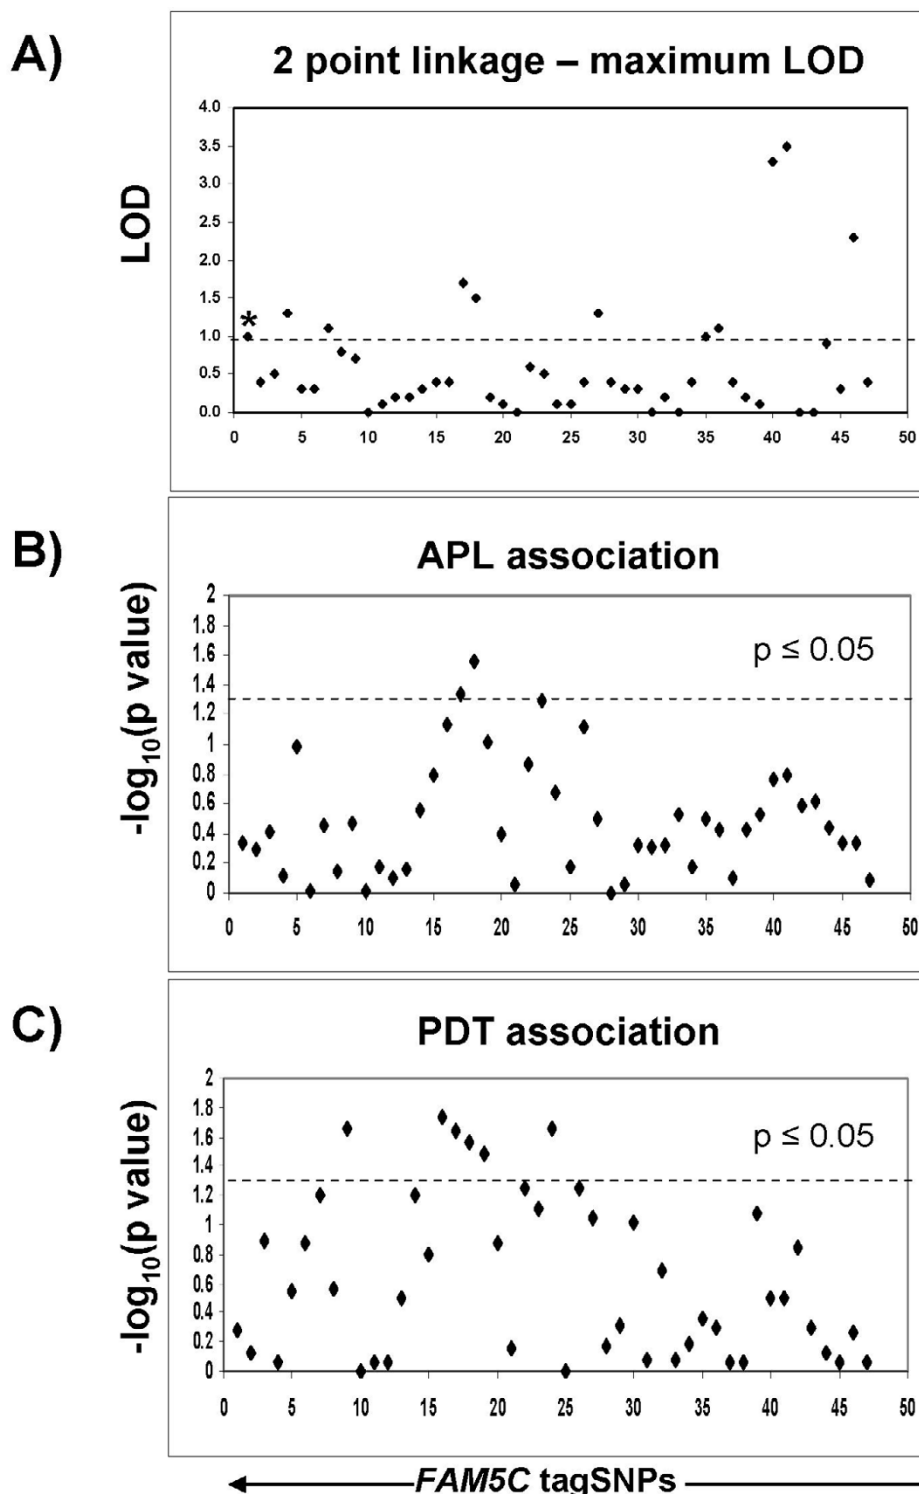 A)
2 point linkage – maximum LOD
LOD
4.0
3.5
3.0
2.5
2.0
1.5
1.0
0.5
0.0
*
0 5 10 15 20 25 30 35 40 45 50
B)
APL association
-log10(p value)
2
1.8
1.6
1.4
1.2
1
0.8
0.6
0.4
0.2
0
p ≤ 0.05
0 5 10 15 20 25 30 35 40 45 50
C)
PDT association
-log10(p value)
2
1.8
1.6
1.4
1.2
1
0.8
0.6
0.4
0.2
0
p ≤ 0.05
0 5 10 15 20 25 30 35 40 45 50
FAM5C tagSNPs